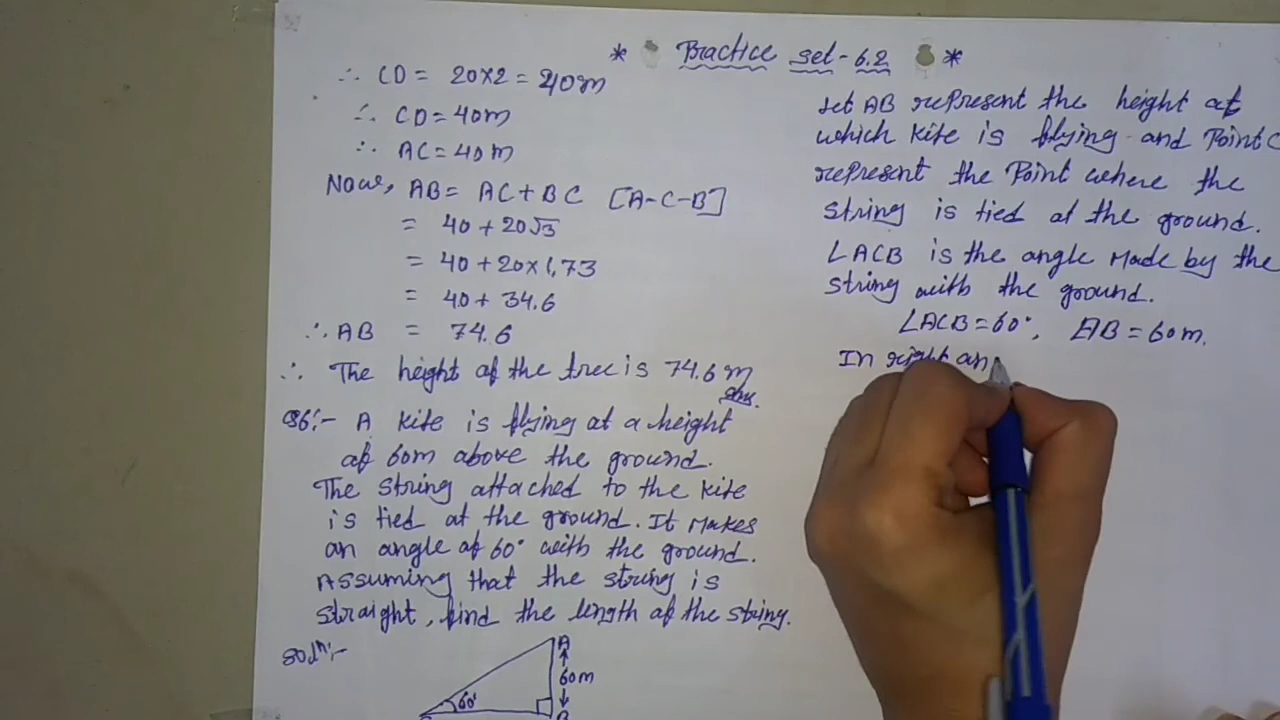 * Practice set-6.2 *
∴ CD = 20×2 = 40m
∴ CD = 40m
∴ AC = 40m
Now, AB = AC + BC [A-C-B]
= 40 + 20√3
= 40 + 20×1.73
= 40 + 34.6
∴ AB = 74.6
∴ The height of the tree is 74.6 m
Ans.
Q6:- A kite is flying at a height
of 60m above the ground.
The string attached to the kite
is tied at the ground. It makes
an angle of 60° with the ground.
Assuming that the string is
straight, find the length of the string.
Solⁿ:-
A
60m
60°
B
Let AB represent the height at
which kite is flying and Point C
represent the Point where the
string is tied at the ground.
∠ACB is the angle made by the
string with the ground.
∠ACB = 60°, AB = 60m.
In right an